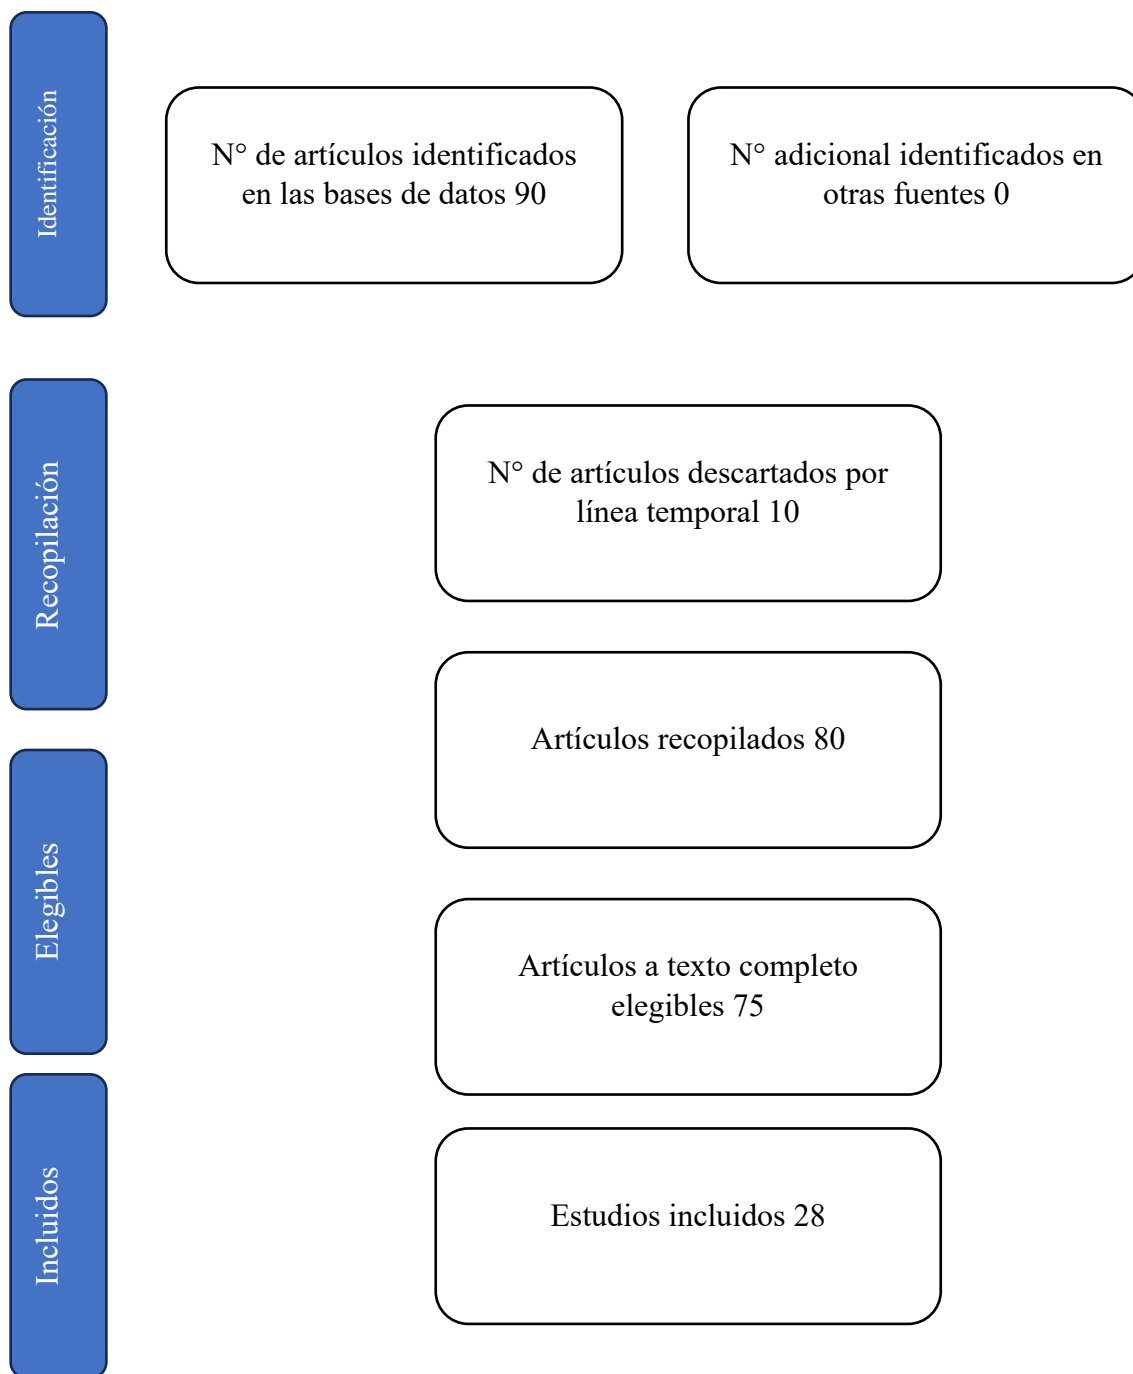 Identificación
N° de artículos identificados
en las bases de datos 90
N° adicional identificados en
otras fuentes 0
Recopilación
N° de artículos descartados por
línea temporal 10
Artículos recopilados 80
Elegibles
Artículos a texto completo
elegibles 75
Incluidos
Estudios incluidos 28